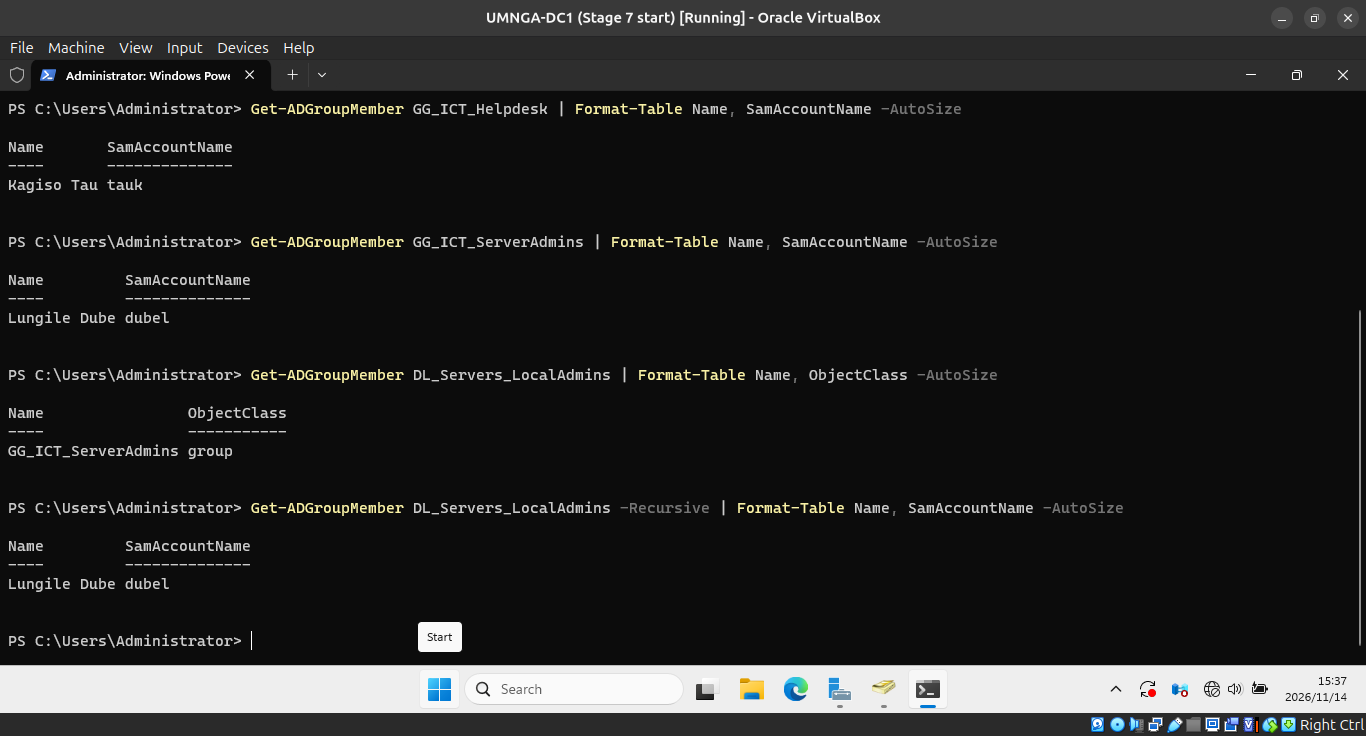 UMNGA-DC1 (Stage 7 start) [Running] - Oracle VirtualBox
File Machine View Input Devices Help
Administrator: Windows Powe
PS C:\Users\Administrator> Get-ADGroupMember GG_ICT_Helpdesk | Format-Table Name, SamAccountName -AutoSize
Name SamAccountName
---- --------------
Kagiso Tau tauk
PS C:\Users\Administrator> Get-ADGroupMember GG_ICT_ServerAdmins | Format-Table Name, SamAccountName -AutoSize
Name SamAccountName
---- --------------
Lungile Dube dubel
PS C:\Users\Administrator> Get-ADGroupMember DL_Servers_LocalAdmins | Format-Table Name, ObjectClass -AutoSize
Name ObjectClass
---- -----------
GG_ICT_ServerAdmins group
PS C:\Users\Administrator> Get-ADGroupMember DL_Servers_LocalAdmins -Recursive | Format-Table Name, SamAccountName -AutoSize
Name SamAccountName
---- --------------
Lungile Dube dubel
PS C:\Users\Administrator>
Start
Search
15:37
2026/11/14
Right Ctrl